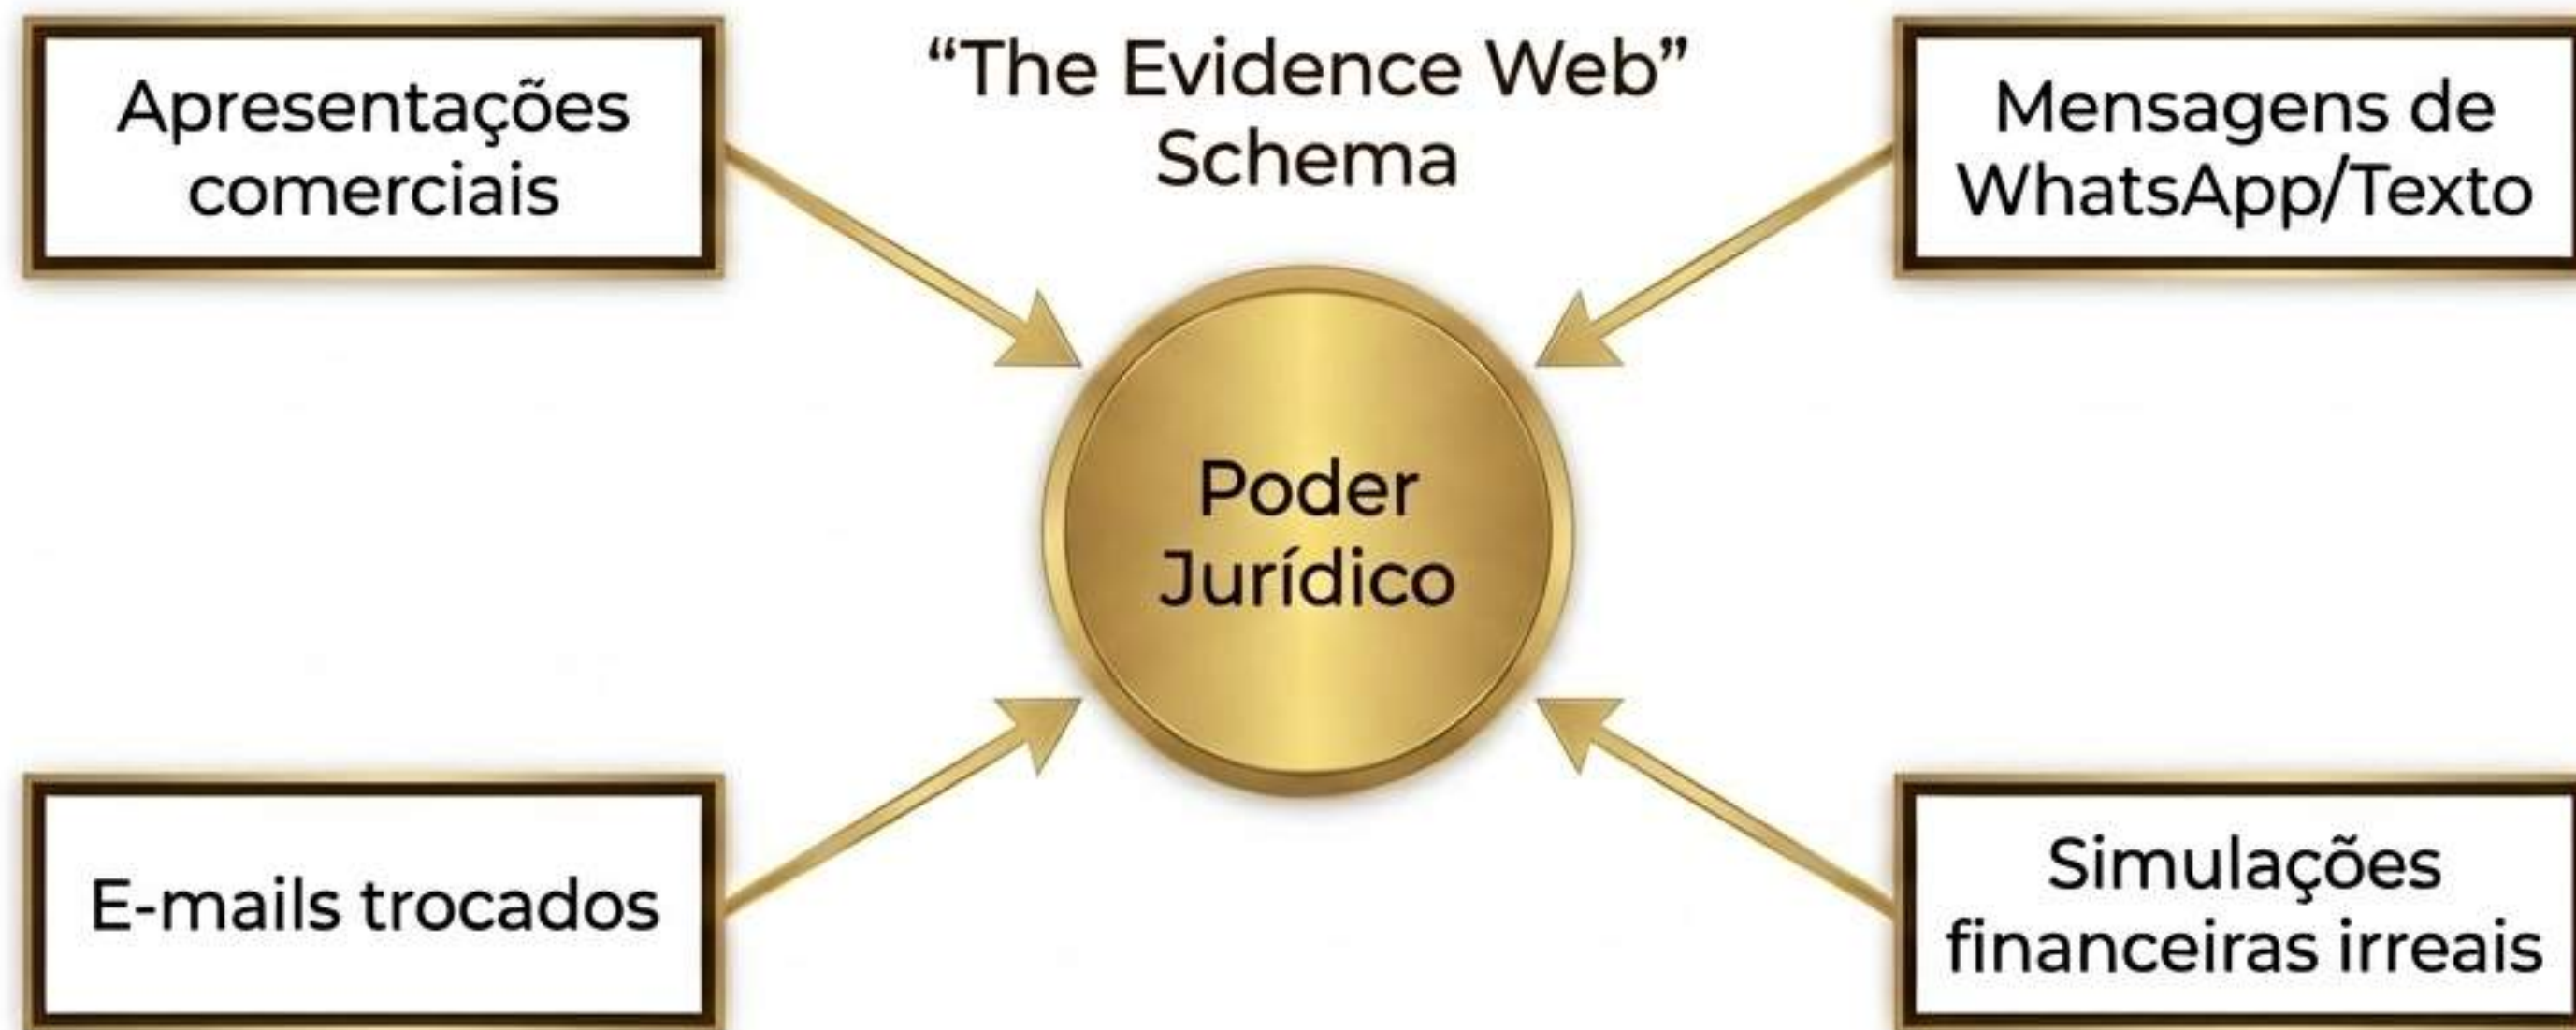 Apresentações
comerciais
“The Evidence Web”
Schema
Mensagens de
WhatsApp/Texto
Poder
Jurídico
E-mails trocados
Simulações
financeiras irreais